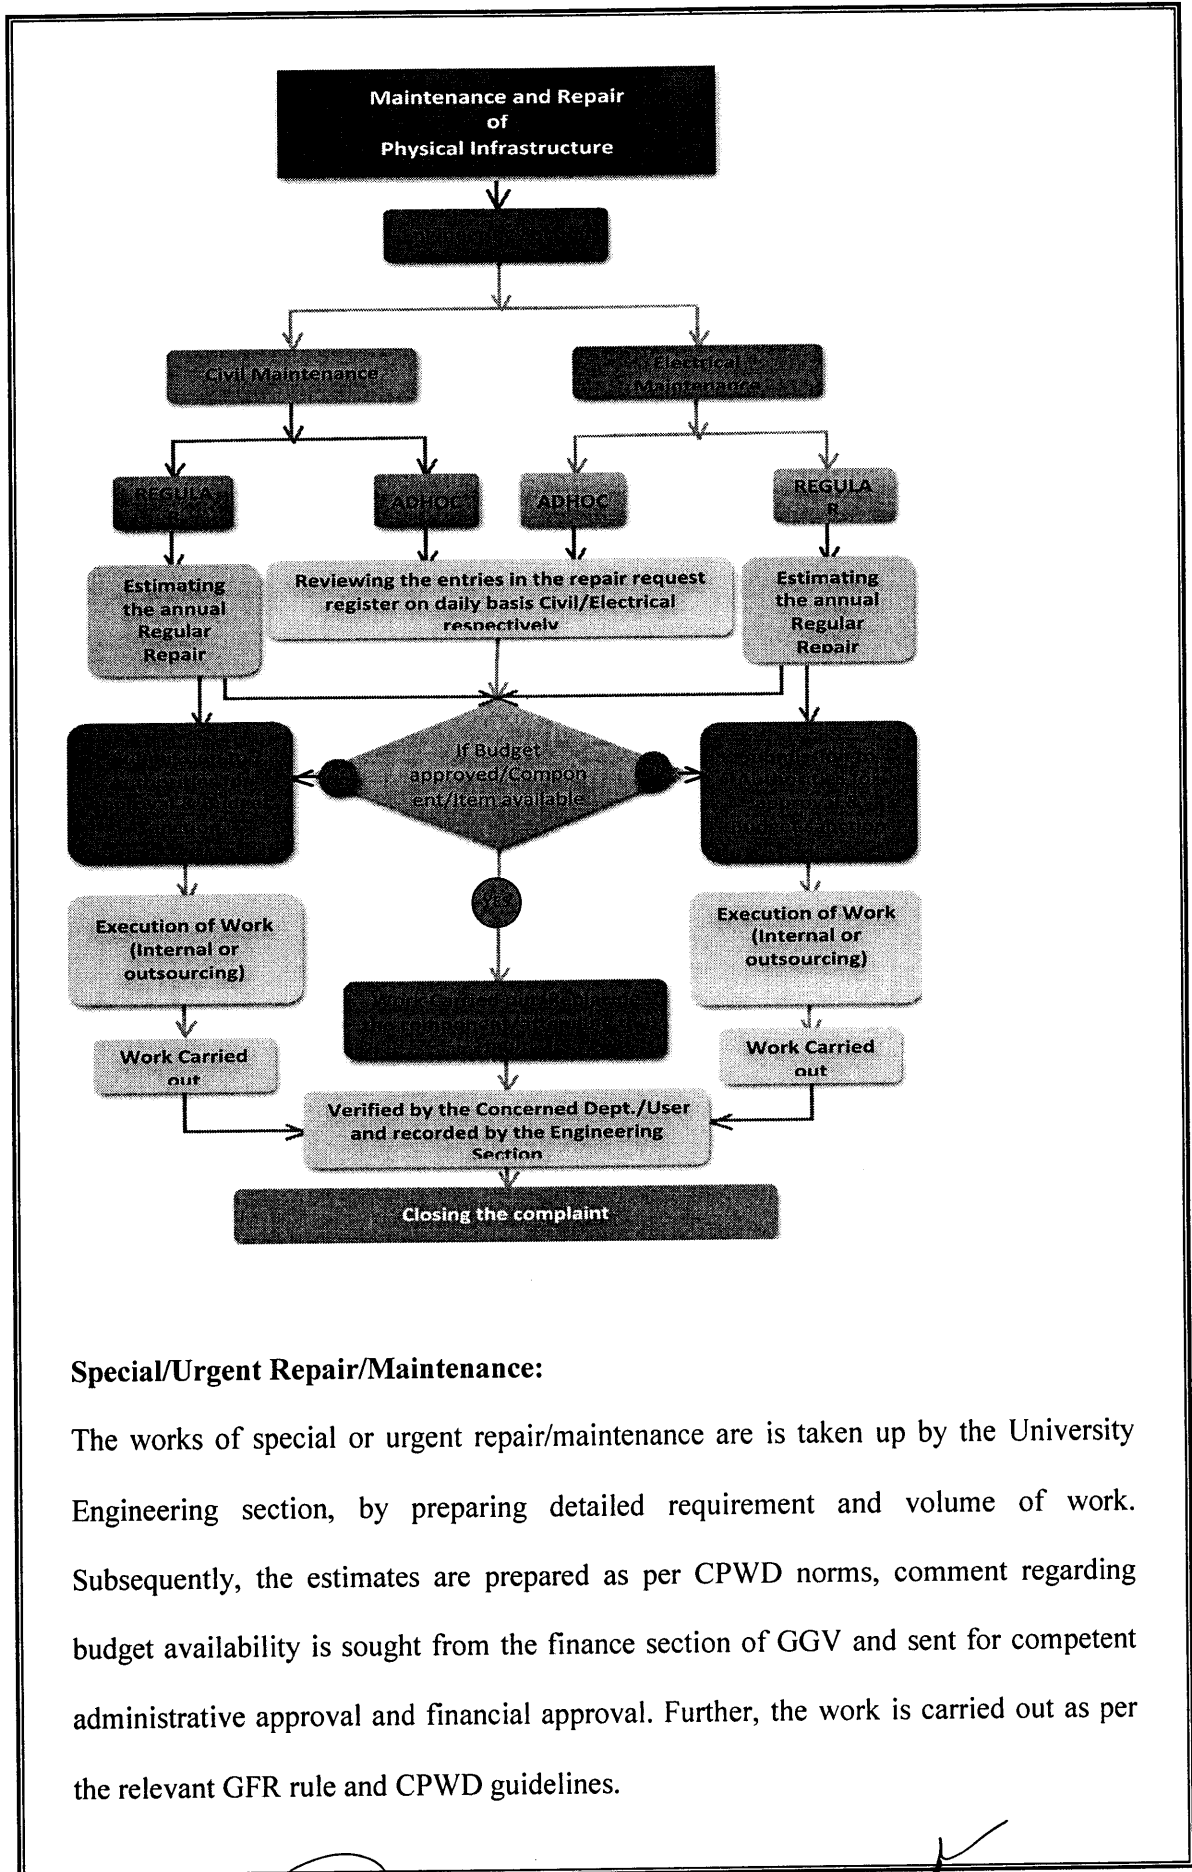 Maintenance and Repair
of
Physical Infrastructure
Civil Maintenance
Electrical
Maintenance
REGULA
ADHOC
ADHOC
REGULA
R
Estimating
the annual
Regular
Repair
Reviewing the entries in the repair request
register on daily basis Civil/Electrical
respectively
Estimating
the annual
Regular
Repair
If Budget
approved/Compon
ent/Item available
YES
Execution of Work
(Internal or
outsourcing)
Execution of Work
(Internal or
outsourcing)
Work Carried
Work Carried
out
Work Carried
out
Verified by the Concerned Dept./User
and recorded by the Engineering
Section
Closing the complaint
Special/Urgent Repair/Maintenance:
The works of special or urgent repair/maintenance are is taken up by the University
Engineering section, by preparing detailed requirement and volume of work.
Subsequently, the estimates are prepared as per CPWD norms, comment regarding
budget availability is sought from the finance section of GGV and sent for competent
administrative approval and financial approval. Further, the work is carried out as per
the relevant GFR rule and CPWD guidelines.